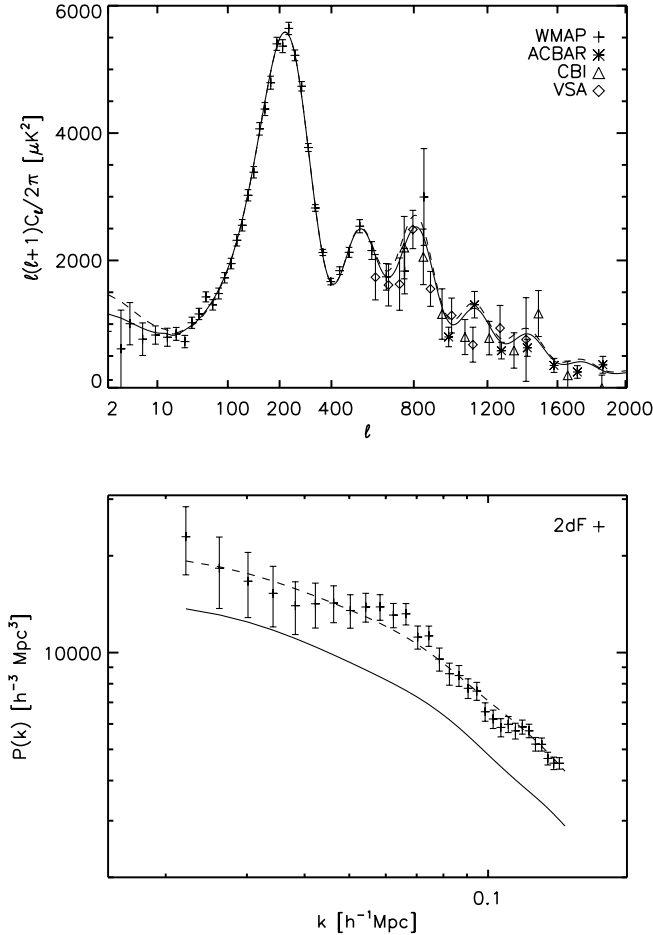 6000
4000
2000
0
ℓ(ℓ+1)Cℓ/2π [μK²]
WMAP
ACBAR
CBI
VSA
2 10 100 200 400 800 1200 1600 2000
ℓ
2dF
10000
P(k) [h⁻³ Mpc³]
0.1
k [h⁻¹Mpc]